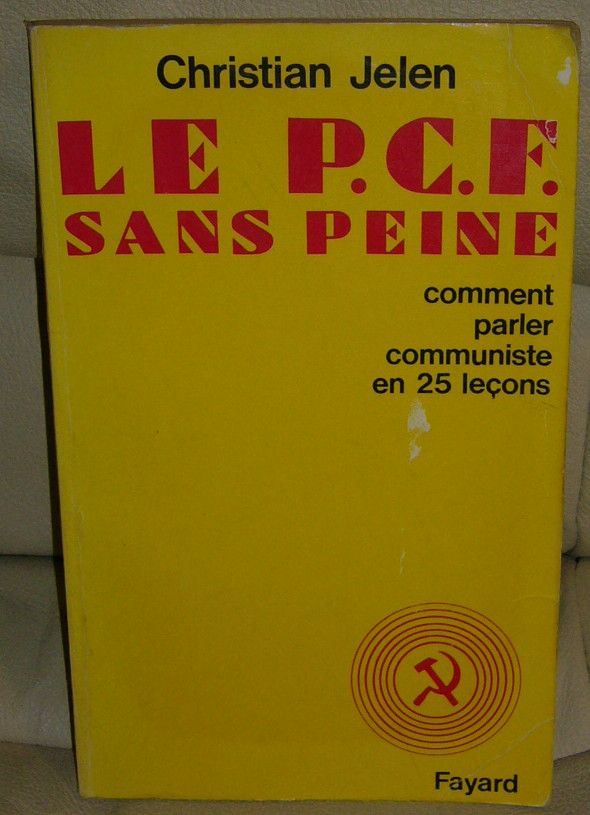 Christian Jelen
LE P.C.F.
SANS PEINE
comment
parler
communiste
en 25 leçons
Fayard